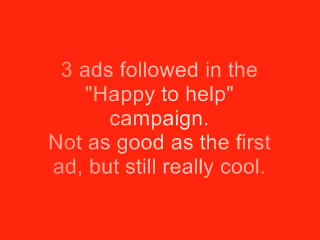 3 ads followed in the
"Happy to help"
campaign.
Not as good as the first
ad, but still really cool.